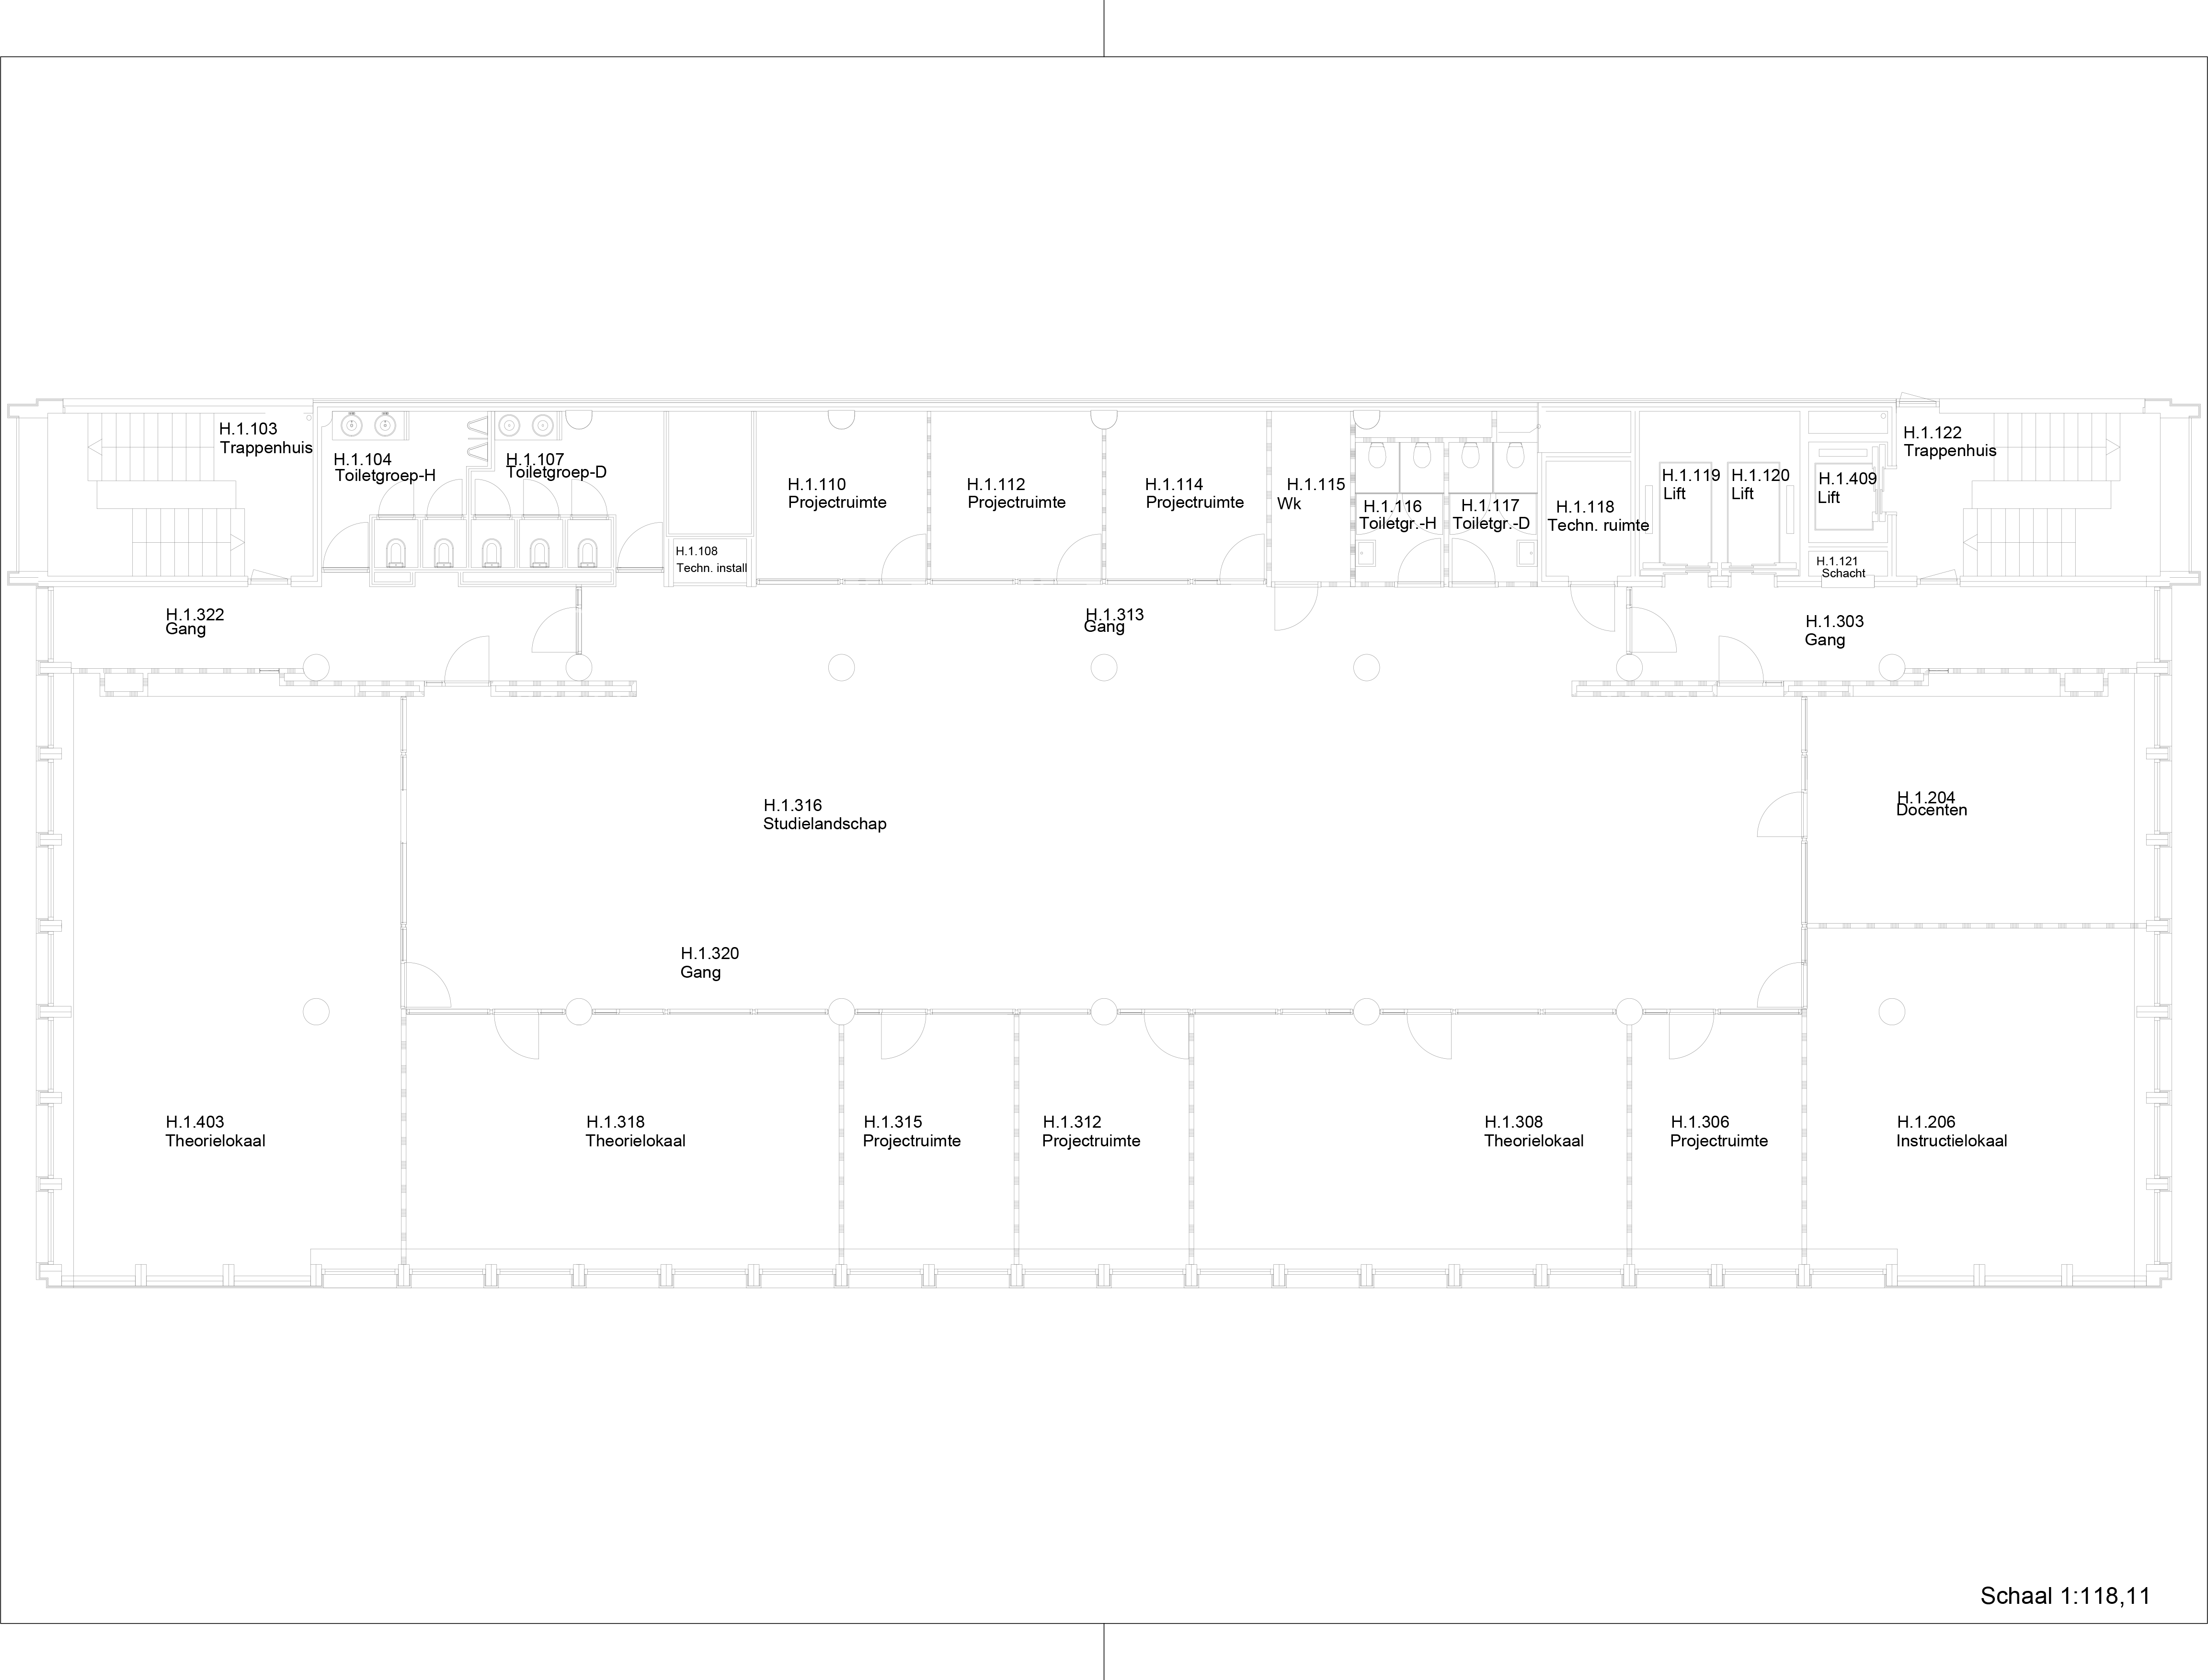 H.1.103
Trappenhuis
H.1.104
Toiletgroep-H
H.1.107
Toiletgroep-D
H.1.108
Techn. install
H.1.110
Projectruimte
H.1.112
Projectruimte
H.1.114
Projectruimte
H.1.115
Wk
H.1.116
Toiletgr.-H
H.1.117
Toiletgr.-D
H.1.118
Techn. ruimte
H.1.119
Lift
H.1.120
Lift
H.1.409
Lift
H.1.121
Schacht
H.1.122
Trappenhuis
H.1.322
Gang
H.1.313
Gang
H.1.303
Gang
H.1.316
Studielandschap
H.1.204
Docenten
H.1.320
Gang
H.1.403
Theorielokaal
H.1.318
Theorielokaal
H.1.315
Projectruimte
H.1.312
Projectruimte
H.1.308
Theorielokaal
H.1.306
Projectruimte
H.1.206
Instructielokaal
Schaal 1:118,11